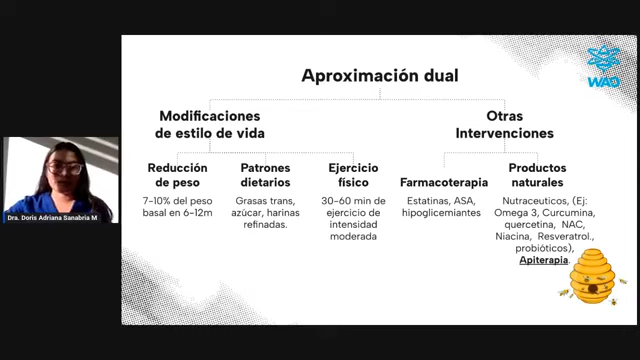 Aproximación dual
WAO
Modificaciones
de estilo de vida
Otras
Intervenciones
Reducción
de peso
7-10% del peso
basal en 6-12m
Patrones
dietarios
Grasas trans,
azúcar, harinas
refinadas.
Ejercicio
físico
30-60 min de
ejercicio de
intensidad
moderada
Farmacoterapia
Estatinas, ASA,
hipoglicemiantes
Productos
naturales
Nutraceuticos, (Ej:
Omega 3, Curcumina,
quercetina, NAC,
Niacina, Resveratrol.,
probióticos),
Apiterapia.
Dra. Doris Adriana Sanabria M